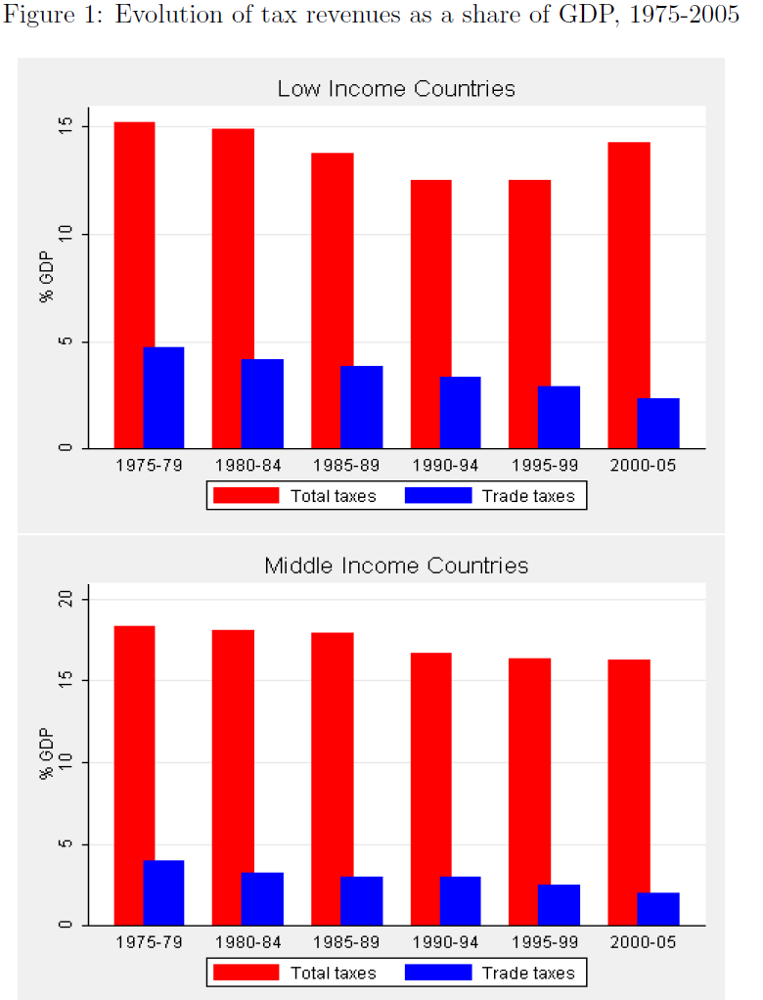 Figure 1: Evolution of tax revenues as a share of GDP, 1975-2005
Low Income Countries
15
10
5
0
% GDP
1975-79 1980-84 1985-89 1990-94 1995-99 2000-05
Total taxes Trade taxes
Middle Income Countries
20
15
10
5
0
% GDP
1975-79 1980-84 1985-89 1990-94 1995-99 2000-05
Total taxes Trade taxes